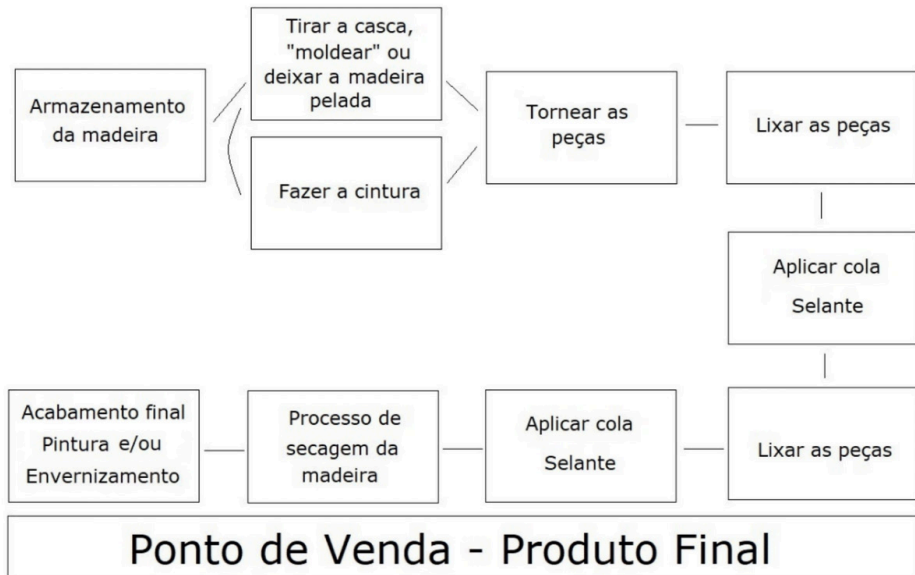 Armazenamento
da madeira
Tirar a casca,
"moldear" ou
deixar a madeira
pelada
Fazer a cintura
Tornear as
peças
Lixar as peças
Aplicar cola
Selante
Lixar as peças
Aplicar cola
Selante
Processo de
secagem da
madeira
Acabamento final
Pintura e/ou
Envernizamento
Ponto de Venda - Produto Final